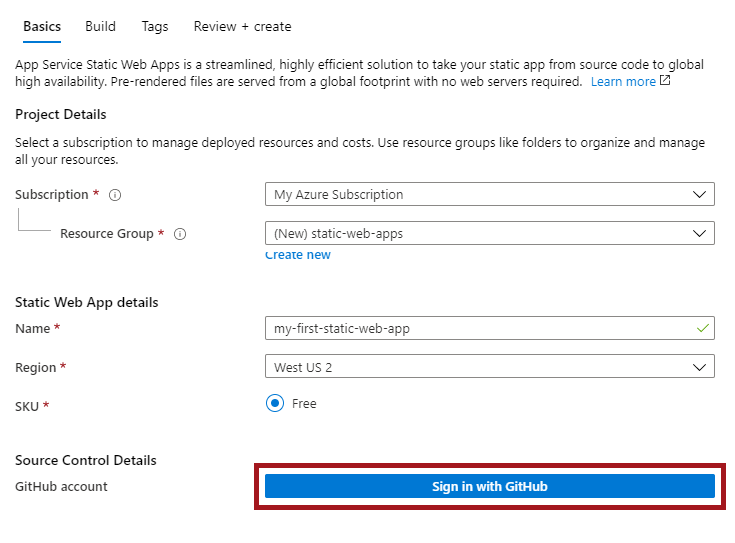 Basics Build Tags Review + create
App Service Static Web Apps is a streamlined, highly efficient solution to take your static app from source code to global
high availability. Pre-rendered files are served from a global footprint with no web servers required. Learn more
Project Details
Select a subscription to manage deployed resources and costs. Use resource groups like folders to organize and manage
all your resources.
Subscription * My Azure Subscription
Resource Group * (New) static-web-apps
Create new
Static Web App details
Name * my-first-static-web-app
Region * West US 2
SKU * Free
Source Control Details
GitHub account Sign in with GitHub